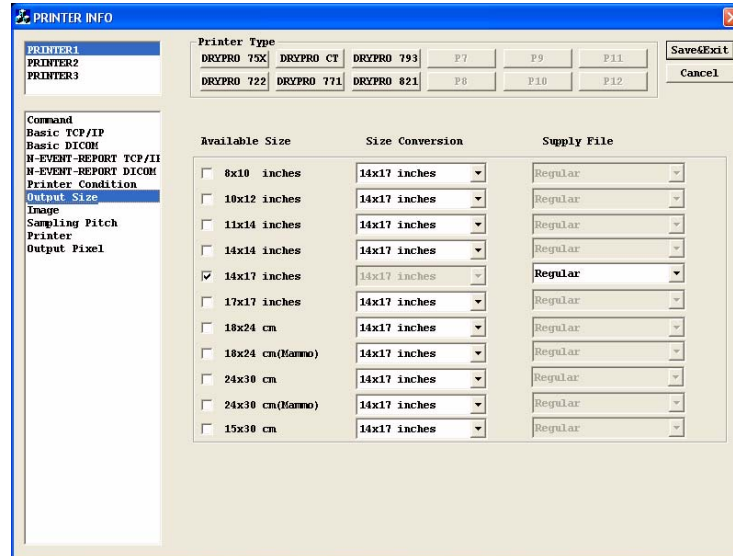 PRINTER INFO
PRINTER1
PRINTER2
PRINTER3
Printer Type
DRYPRO 75X DRYPRO CT DRYPRO 793 P7 P9 P11
DRYPRO 722 DRYPRO 771 DRYPRO 821 P8 P10 P12
Save&Exit
Cancel
Command
Basic TCP/IP
Basic DICOM
N-EVENT-REPORT TCP/IP
N-EVENT-REPORT DICOM
Printer Condition
Output Size
Image
Sampling Pitch
Printer
Output Pixel
Available Size Size Conversion Supply File
8x10 inches 14x17 inches Regular
10x12 inches 14x17 inches Regular
11x14 inches 14x17 inches Regular
14x14 inches 14x17 inches Regular
14x17 inches 14x17 inches Regular
17x17 inches 14x17 inches Regular
18x24 cm 14x17 inches Regular
18x24 cm(Mammo) 14x17 inches Regular
24x30 cm 14x17 inches Regular
24x30 cm(Mammo) 14x17 inches Regular
15x30 cm 14x17 inches Regular